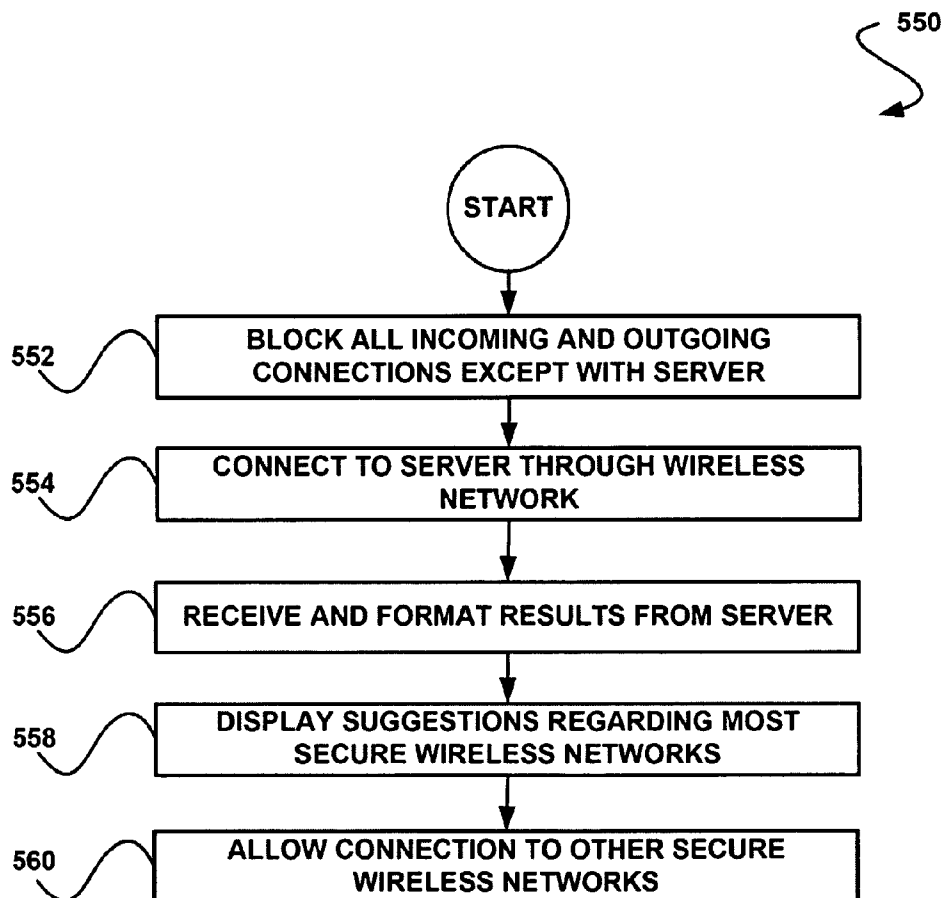 550
START
552
BLOCK ALL INCOMING AND OUTGOING
CONNECTIONS EXCEPT WITH SERVER
554
CONNECT TO SERVER THROUGH WIRELESS
NETWORK
556
RECEIVE AND FORMAT RESULTS FROM SERVER
558
DISPLAY SUGGESTIONS REGARDING MOST
SECURE WIRELESS NETWORKS
560
ALLOW CONNECTION TO OTHER SECURE
WIRELESS NETWORKS